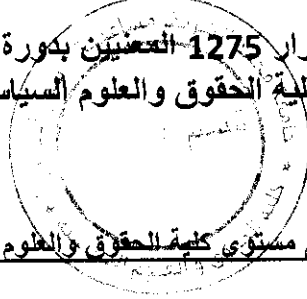 رار 1275 المعنيين بدورة
لية الحقوق والعلوم السياس
مستوى كلية الحقوق والعلوم